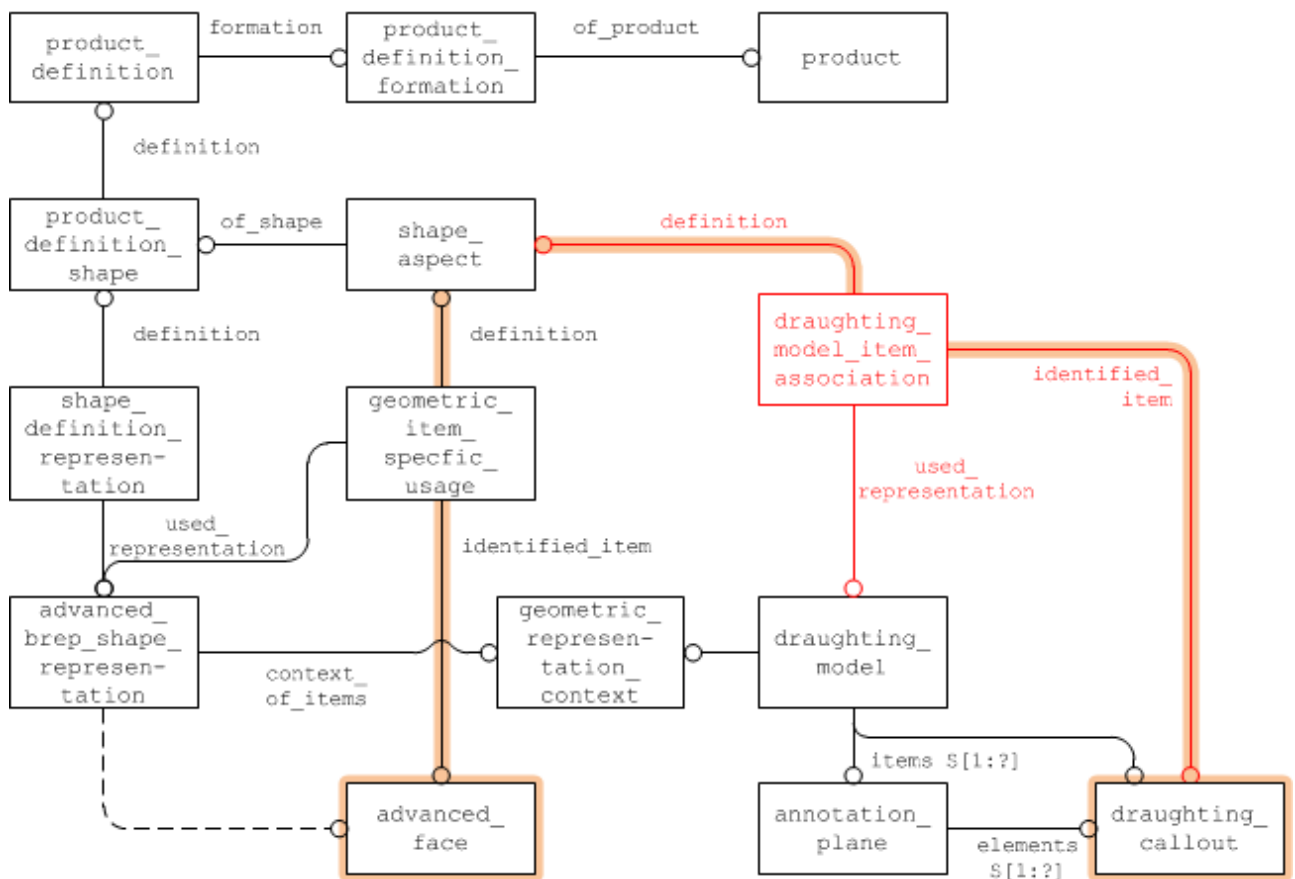 product_
definition
formation
product_
definition_
formation
of_product
product
definition
product_
definition_
shape
of_shape
shape_
aspect
definition
definition
definition
draughting_
model_item_
association
identified_
item
shape_
definition_
represen-
tation
geometric_
item_
specfic_
usage
used_
representation
used_
representation
identified_item
advanced_
brep_shape_
represen-
tation
context_
of_items
geometric_
represen-
tation_
context
draughting_
model
items S[1:?]
advanced_
face
annotation_
plane
elements
S[1:?]
draughting_
callout